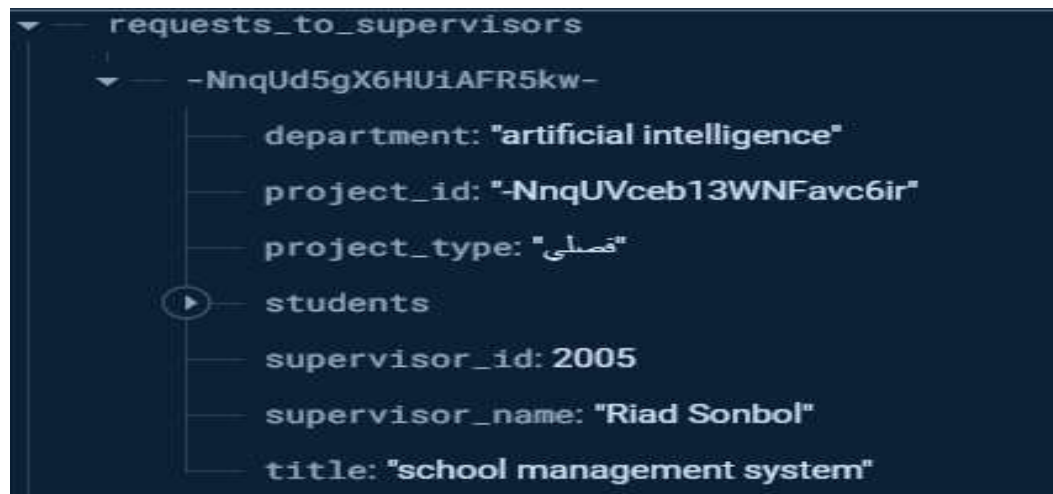 requests_to_supervisors
-NnqUd5gX6HUiAFR5kw-
department: "artificial intelligence"
project_id: "-NnqUVceb13WNFavc6ir"
project_type: "فصلي"
students
supervisor_id: 2005
supervisor_name: "Riad Sonbol"
title: "school management system"